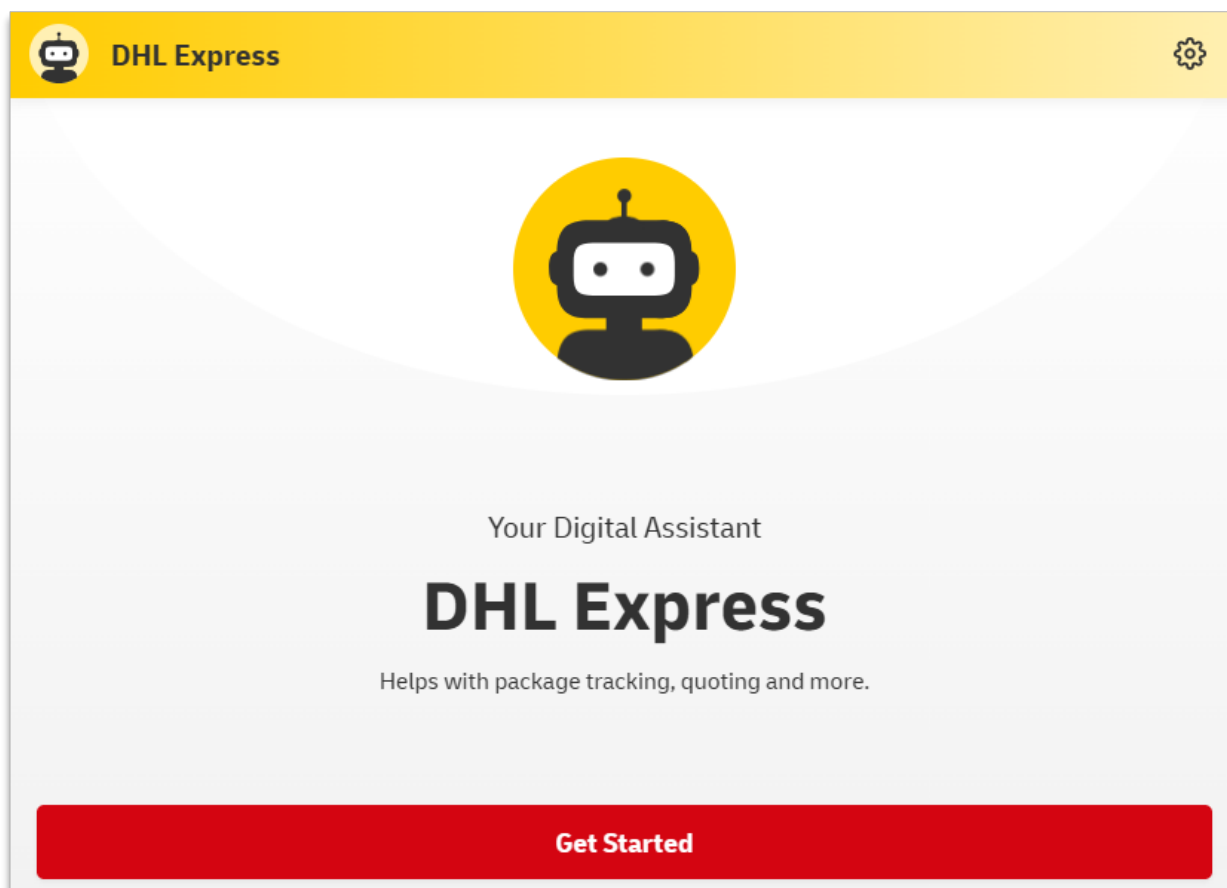 DHL Express
Your Digital Assistant
DHL Express
Helps with package tracking, quoting and more.
Get Started